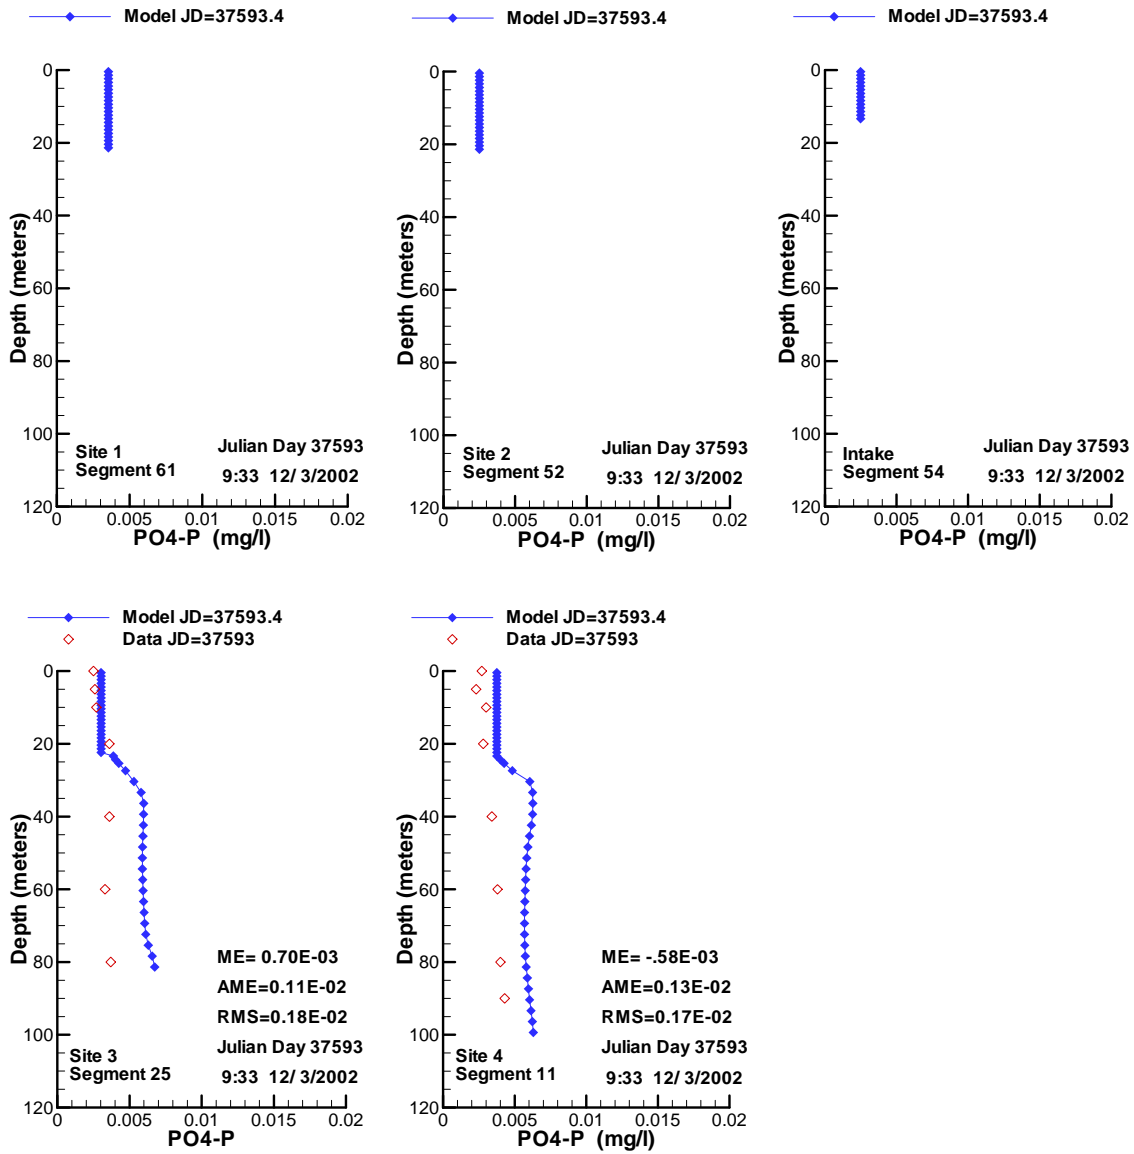 Model JD=37593.4
0
20
40
60
80
100
120
Depth (meters)
Site 1
Segment 61
Julian Day 37593
9:33 12/ 3/2002
0 0.005 0.01 0.015 0.02
PO4-P (mg/l)
Model JD=37593.4
0
20
40
60
80
100
120
Depth (meters)
Site 2
Segment 52
Julian Day 37593
9:33 12/ 3/2002
0 0.005 0.01 0.015 0.02
PO4-P (mg/l)
Model JD=37593.4
0
20
40
60
80
100
120
Depth (meters)
Intake
Segment 54
Julian Day 37593
9:33 12/ 3/2002
0 0.005 0.01 0.015 0.02
PO4-P (mg/l)
Model JD=37593.4
Data JD=37593
0
20
40
60
80
100
120
Depth (meters)
ME= 0.70E-03
AME=0.11E-02
RMS=0.18E-02
Site 3
Segment 25
Julian Day 37593
9:33 12/ 3/2002
0 0.005 0.01 0.015 0.02
PO4-P
Model JD=37593.4
Data JD=37593
0
20
40
60
80
100
120
Depth (meters)
ME= -.58E-03
AME=0.13E-02
RMS=0.17E-02
Site 4
Segment 11
Julian Day 37593
9:33 12/ 3/2002
0 0.005 0.01 0.015 0.02
PO4-P (mg/l)